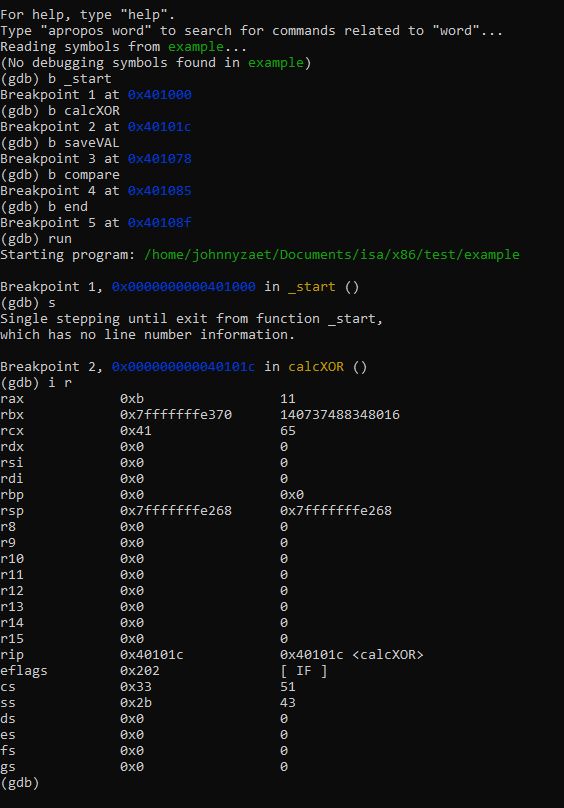 For help, type "help".
Type "apropos word" to search for commands related to "word"...
Reading symbols from example...
(No debugging symbols found in example)
(gdb) b _start
Breakpoint 1 at 0x401000
(gdb) b calcXOR
Breakpoint 2 at 0x40101c
(gdb) b saveVAL
Breakpoint 3 at 0x401078
(gdb) b compare
Breakpoint 4 at 0x401085
(gdb) b end
Breakpoint 5 at 0x40108f
(gdb) run
Starting program: /home/johnnyzaet/Documents/isa/x86/test/example

Breakpoint 1, 0x0000000000401000 in _start ()
(gdb) s
Single stepping until exit from function _start,
which has no line number information.

Breakpoint 2, 0x000000000040101c in calcXOR ()
(gdb) i r
rax            0xb                 11
rbx            0x7fffffffe370      140737488348016
rcx            0x41                65
rdx            0x0                 0
rsi            0x0                 0
rdi            0x0                 0
rbp            0x0                 0x0
rsp            0x7fffffffe268      0x7fffffffe268
r8             0x0                 0
r9             0x0                 0
r10            0x0                 0
r11            0x0                 0
r12            0x0                 0
r13            0x0                 0
r14            0x0                 0
r15            0x0                 0
rip            0x40101c            0x40101c <calcXOR>
eflags         0x202               [ IF ]
cs             0x33                51
ss             0x2b                43
ds             0x0                 0
es             0x0                 0
fs             0x0                 0
gs             0x0                 0
(gdb)